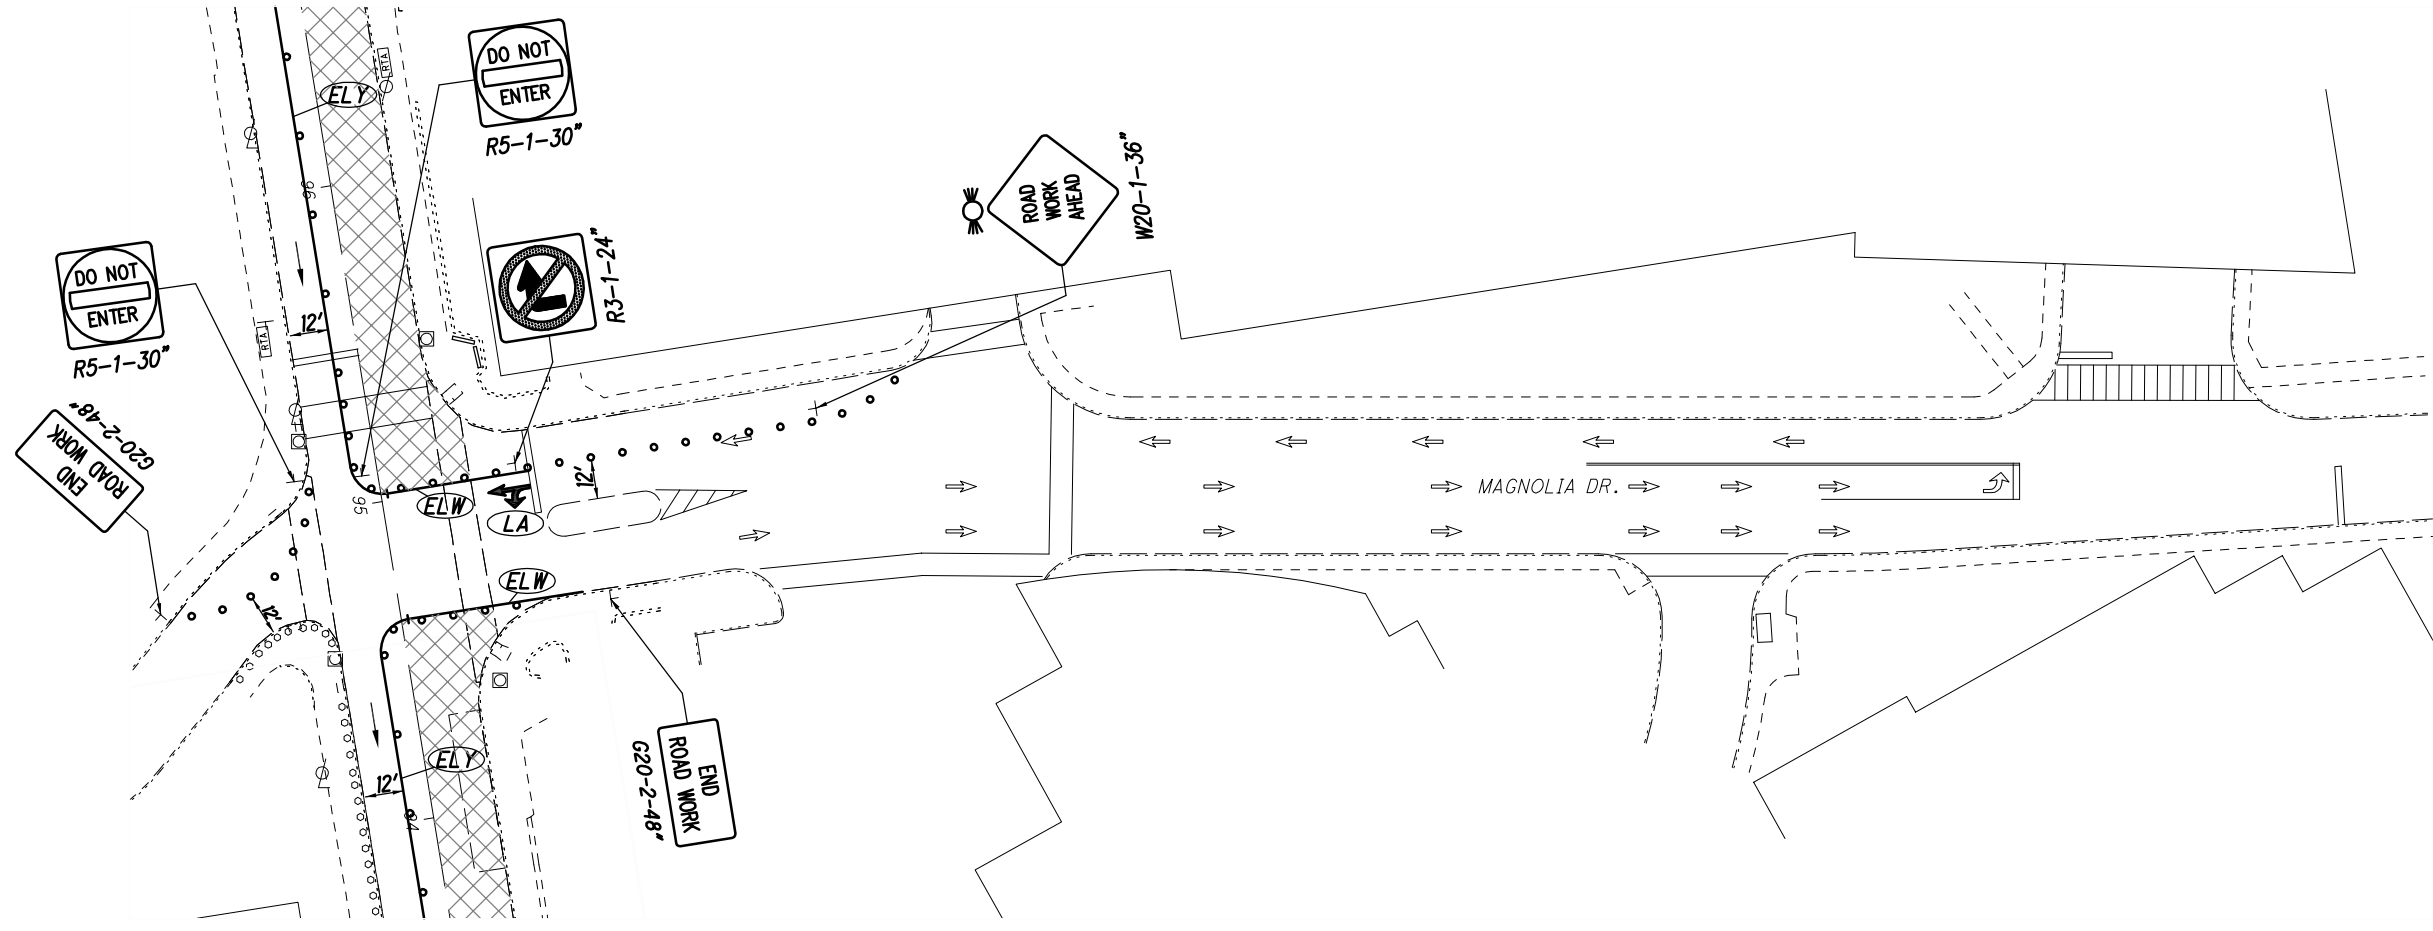 DO NOT
ENTER
R5-1-30"
RTA
ELY
96
12'
DO NOT
ENTER
R5-1-30"
RTA
R3-1-24"
ROAD
WORK
AHEAD
W20-1-36"
END
ROAD WORK
G20-2-48"
95
ELW
LA
12'
MAGNOLIA DR.
ELW
12'
ELY
12'
94
END
ROAD WORK
G20-2-48"